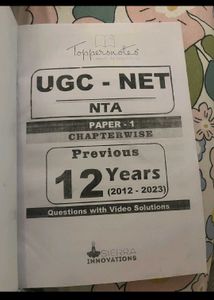 Toppersnotes
UGC - NET
NTA
PAPER - 1
CHAPTERWISE
Previous
12 Years
(2012 - 2023)
Questions with Video Solutions
SIERRA
INNOVATIONS